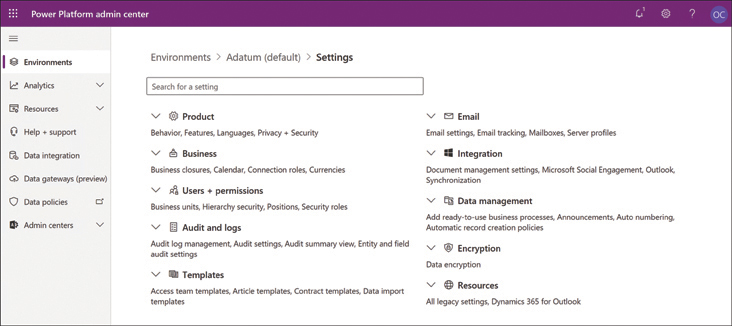 Power Platform admin center
1
?
OC
Environments
Analytics
Resources
Help + support
Data integration
Data gateways (preview)
Data policies
Admin centers
Environments > Adatum (default) > Settings
Search for a setting
Product
Behavior, Features, Languages, Privacy + Security
Business
Business closures, Calendar, Connection roles, Currencies
Users + permissions
Business units, Hierarchy security, Positions, Security roles
Audit and logs
Audit log management, Audit settings, Audit summary view, Entity and field
audit settings
Templates
Access team templates, Article templates, Contract templates, Data import
templates
Email
Email settings, Email tracking, Mailboxes, Server profiles
Integration
Document management settings, Microsoft Social Engagement, Outlook,
Synchronization
Data management
Add ready-to-use business processes, Announcements, Auto numbering,
Automatic record creation policies
Encryption
Data encryption
Resources
All legacy settings, Dynamics 365 for Outlook